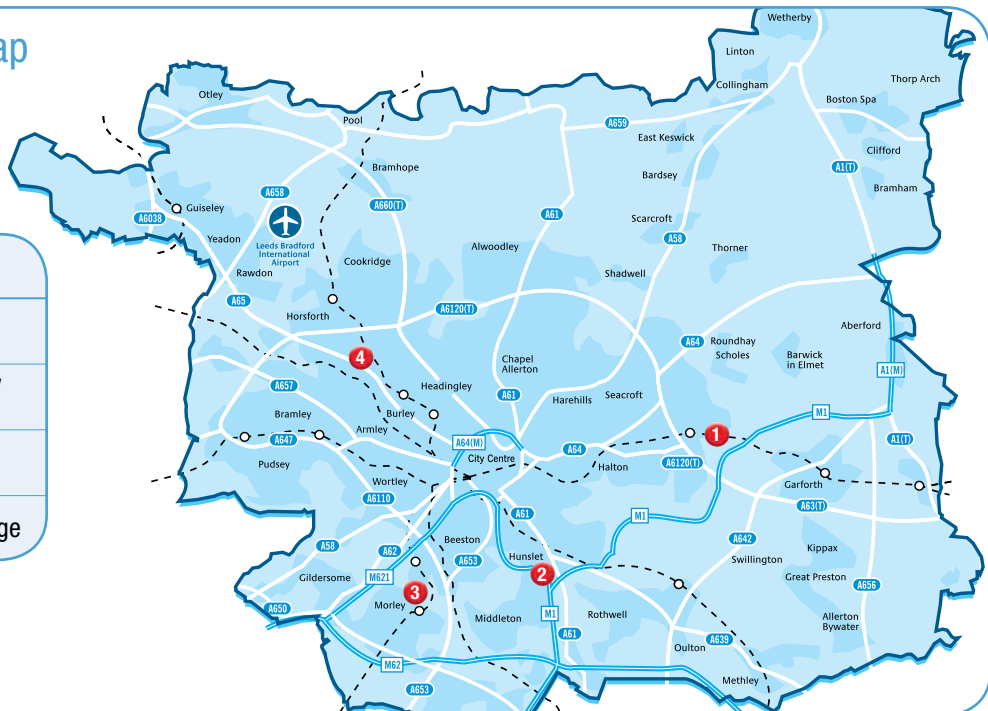 ap
ge
Wetherby
Linton
Collingham
Thorp Arch
Otley
Boston Spa
Pool
A659
East Keswick
Clifford
Bramhope
A1(T)
Bardsey
Bramham
A658
A660(T)
Guiseley
A6038
A61
Scarcroft
Yeadon
Leeds Bradford
International
Airport
A58
Alwoodley
Thorner
Cookridge
Rawdon
Shadwell
A65
A6120(T)
Horsforth
Aberford
A64
Roundhay
Scholes
4
Barwick
in Elmet
Chapel
Allerton
A1(M)
A657
Headingley
A61
Harehills
Seacroft
Bramley
Burley
M1
Armley
1
A647
A64(M)
A64
A1(T)
City Centre
Pudsey
Halton
A6120(T)
Wortley
Garforth
A6110
A63(T)
A61
M1
Beeston
A642
A58
A62
Kippax
A653
Hunslet
Swillington
Gildersome
M621
2
Great Preston
A656
3
Morley
A650
M1
Rothwell
Middleton
Allerton
Bywater
A61
A639
Oulton
M62
Methley
A653